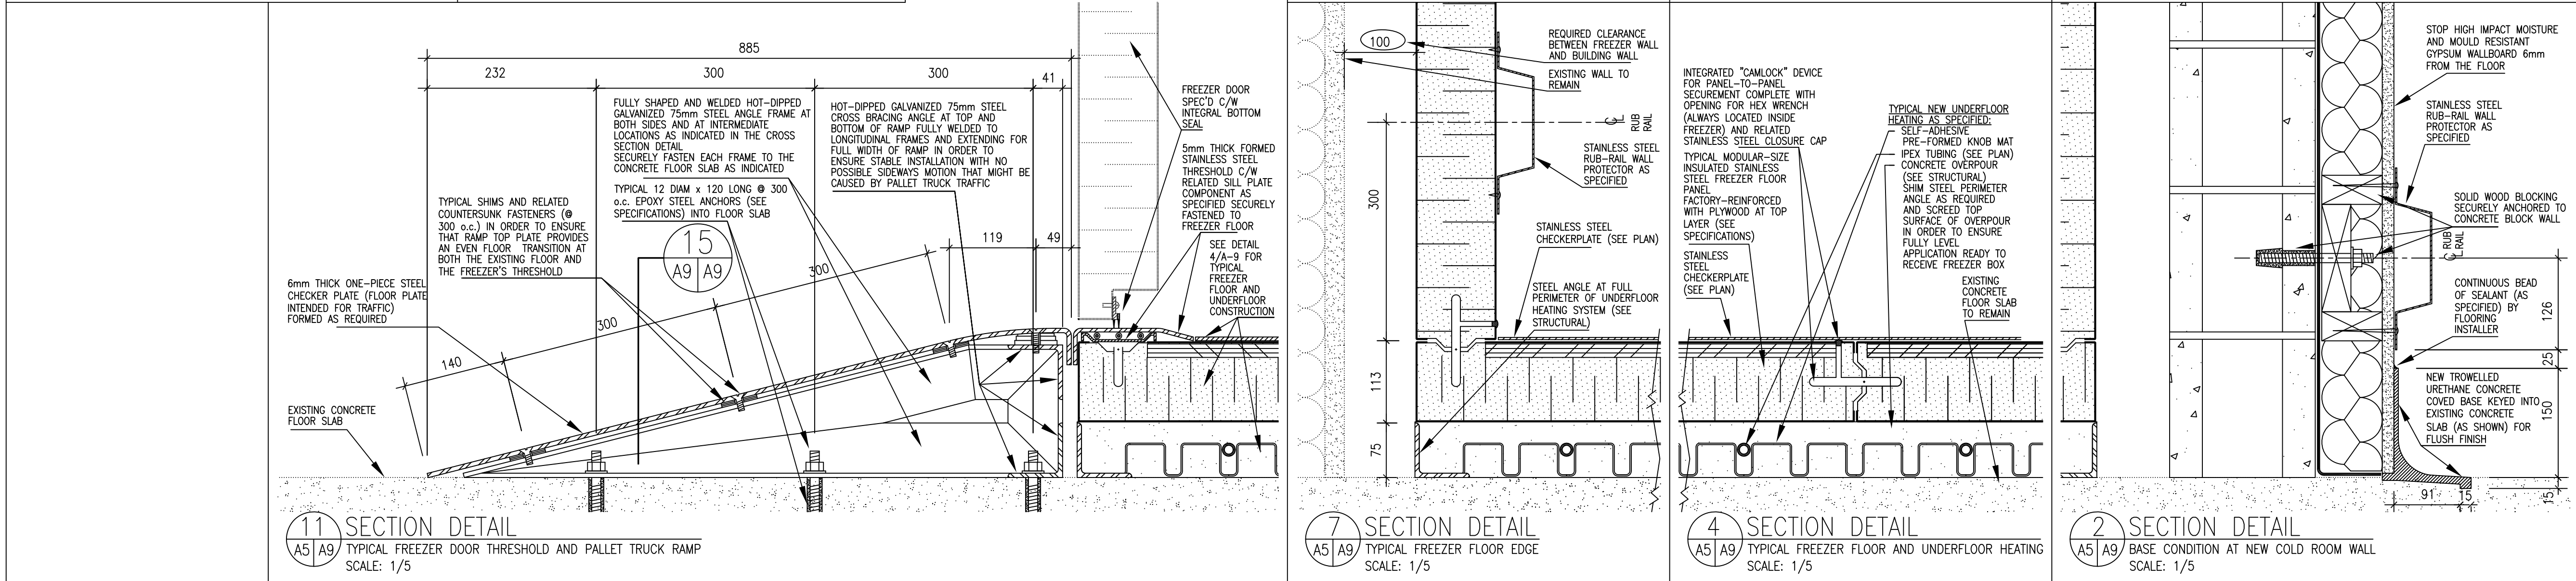 885
232
300
300
41
FULLY SHAPED AND WELDED HOT-DIPPED
GALVANIZED 75mm STEEL ANGLE FRAME AT
BOTH SIDES AND AT INTERMEDIATE
LOCATIONS AS INDICATED IN THE CROSS
SECTION DETAIL
SECURELY FASTEN EACH FRAME TO THE
CONCRETE FLOOR SLAB AS INDICATED
TYPICAL 12 DIAM x 120 LONG @ 300
o.c. EPOXY STEEL ANCHORS (SEE
SPECIFICATIONS) INTO FLOOR SLAB
HOT-DIPPED GALVANIZED 75mm STEEL
CROSS BRACING ANGLE AT TOP AND
BOTTOM OF RAMP FULLY WELDED TO
LONGITUDINAL FRAMES AND EXTENDING FOR
FULL WIDTH OF RAMP IN ORDER TO
ENSURE STABLE INSTALLATION WITH NO
POSSIBLE SIDEWAYS MOTION THAT MIGHT BE
CAUSED BY PALLET TRUCK TRAFFIC
TYPICAL SHIMS AND RELATED
COUNTERSUNK FASTENERS (@
300 o.c.) IN ORDER TO ENSURE
THAT RAMP TOP PLATE PROVIDES
AN EVEN FLOOR TRANSITION AT
BOTH THE EXISTING FLOOR AND
THE FREEZER'S THRESHOLD
15
A9 A9
119
49
300
300
140
6mm THICK ONE-PIECE STEEL
CHECKER PLATE (FLOOR PLATE
INTENDED FOR TRAFFIC)
FORMED AS REQUIRED
EXISTING CONCRETE
FLOOR SLAB
FREEZER DOOR
SPEC'D C/W
INTEGRAL BOTTOM
SEAL
5mm THICK FORMED
STAINLESS STEEL
THRESHOLD C/W
RELATED SILL PLATE
COMPONENT AS
SPECIFIED SECURELY
FASTENED TO
FREEZER FLOOR
SEE DETAIL
4/A-9 FOR
TYPICAL
FREEZER
FLOOR AND
UNDERFLOOR
CONSTRUCTION
11
A5 A9
SECTION DETAIL
TYPICAL FREEZER DOOR THRESHOLD AND PALLET TRUCK RAMP
SCALE: 1/5
100
REQUIRED CLEARANCE
BETWEEN FREEZER WALL
AND BUILDING WALL
EXISTING WALL TO
REMAIN
CL RUB
RAIL
STAINLESS STEEL
RUB-RAIL WALL
PROTECTOR AS
SPECIFIED
300
STAINLESS STEEL
CHECKERPLATE (SEE PLAN)
STEEL ANGLE AT FULL
PERIMETER OF UNDERFLOOR
HEATING SYSTEM (SEE
STRUCTURAL)
113
75
7
A5 A9
SECTION DETAIL
TYPICAL FREEZER FLOOR EDGE
SCALE: 1/5
INTEGRATED "CAMLOCK" DEVICE
FOR PANEL-TO-PANEL
SECUREMENT COMPLETE WITH
OPENING FOR HEX WRENCH
(ALWAYS LOCATED INSIDE
FREEZER) AND RELATED
STAINLESS STEEL CLOSURE CAP
TYPICAL MODULAR-SIZE
INSULATED STAINLESS
STEEL FREEZER FLOOR
PANEL
FACTORY-REINFORCED
WITH PLYWOOD AT TOP
LAYER (SEE
SPECIFICATIONS)
STAINLESS
STEEL
CHECKERPLATE
(SEE PLAN)
TYPICAL NEW UNDERFLOOR
HEATING AS SPECIFIED:
SELF-ADHESIVE
PRE-FORMED KNOB MAT
IPEX TUBING (SEE PLAN)
CONCRETE OVERPOUR
(SEE STRUCTURAL)
SHIM STEEL PERIMETER
ANGLE AS REQUIRED
AND SCREED TOP
SURFACE OF OVERPOUR
IN ORDER TO ENSURE
FULLY LEVEL
APPLICATION READY TO
RECEIVE FREEZER BOX
EXISTING
CONCRETE
FLOOR SLAB
TO REMAIN
4
A5 A9
SECTION DETAIL
TYPICAL FREEZER FLOOR AND UNDERFLOOR HEATING
SCALE: 1/5
STOP HIGH IMPACT MOISTURE
AND MOULD RESISTANT
GYPSUM WALLBOARD 6mm
FROM THE FLOOR
STAINLESS STEEL
RUB-RAIL WALL
PROTECTOR AS
SPECIFIED
SOLID WOOD BLOCKING
SECURELY ANCHORED TO
CONCRETE BLOCK WALL
CL RUB
RAIL
CONTINUOUS BEAD
OF SEALANT (AS
SPECIFIED) BY
FLOORING
INSTALLER
126
25
NEW TROWELLED
URETHANE CONCRETE
COVED BASE KEYED INTO
EXISTING CONCRETE
SLAB (AS SHOWN) FOR
FLUSH FINISH
150
91
15
15
2
A5 A9
SECTION DETAIL
BASE CONDITION AT NEW COLD ROOM WALL
SCALE: 1/5